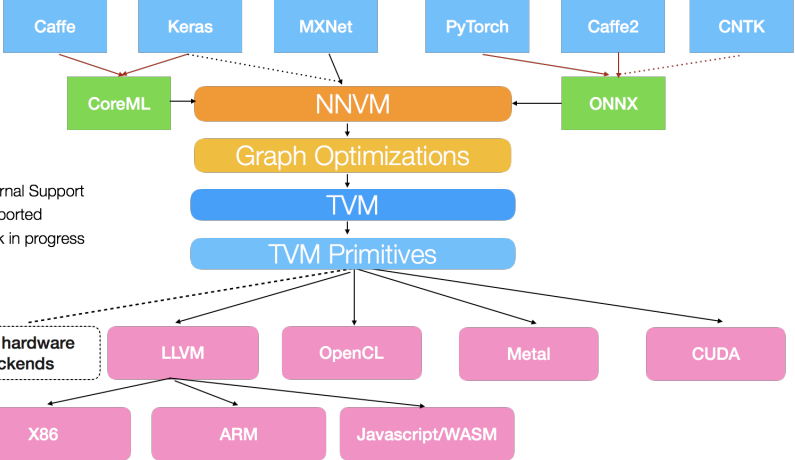 Caffe
Keras
MXNet
PyTorch
Caffe2
CNTK
CoreML
NNVM
ONNX
Graph Optimizations
rnal Support
TVM
ported
k in progress
TVM Primitives
hardware
ckends
LLVM
OpenCL
Metal
CUDA
X86
ARM
Javascript/WASM